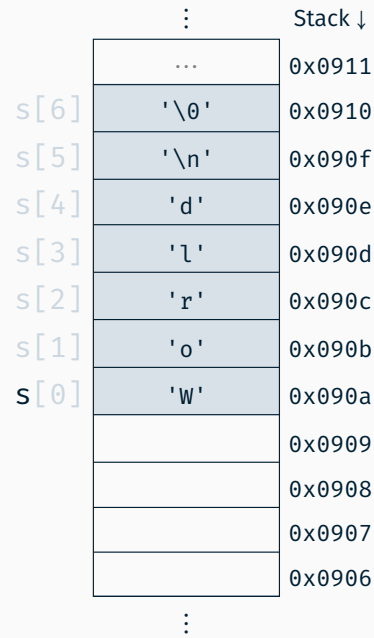 ⋮ Stack ↓
... 0x0911
s[6] '\0' 0x0910
s[5] '\n' 0x090f
s[4] 'd' 0x090e
s[3] 'l' 0x090d
s[2] 'r' 0x090c
s[1] 'o' 0x090b
s[0] 'W' 0x090a
0x0909
0x0908
0x0907
0x0906
⋮